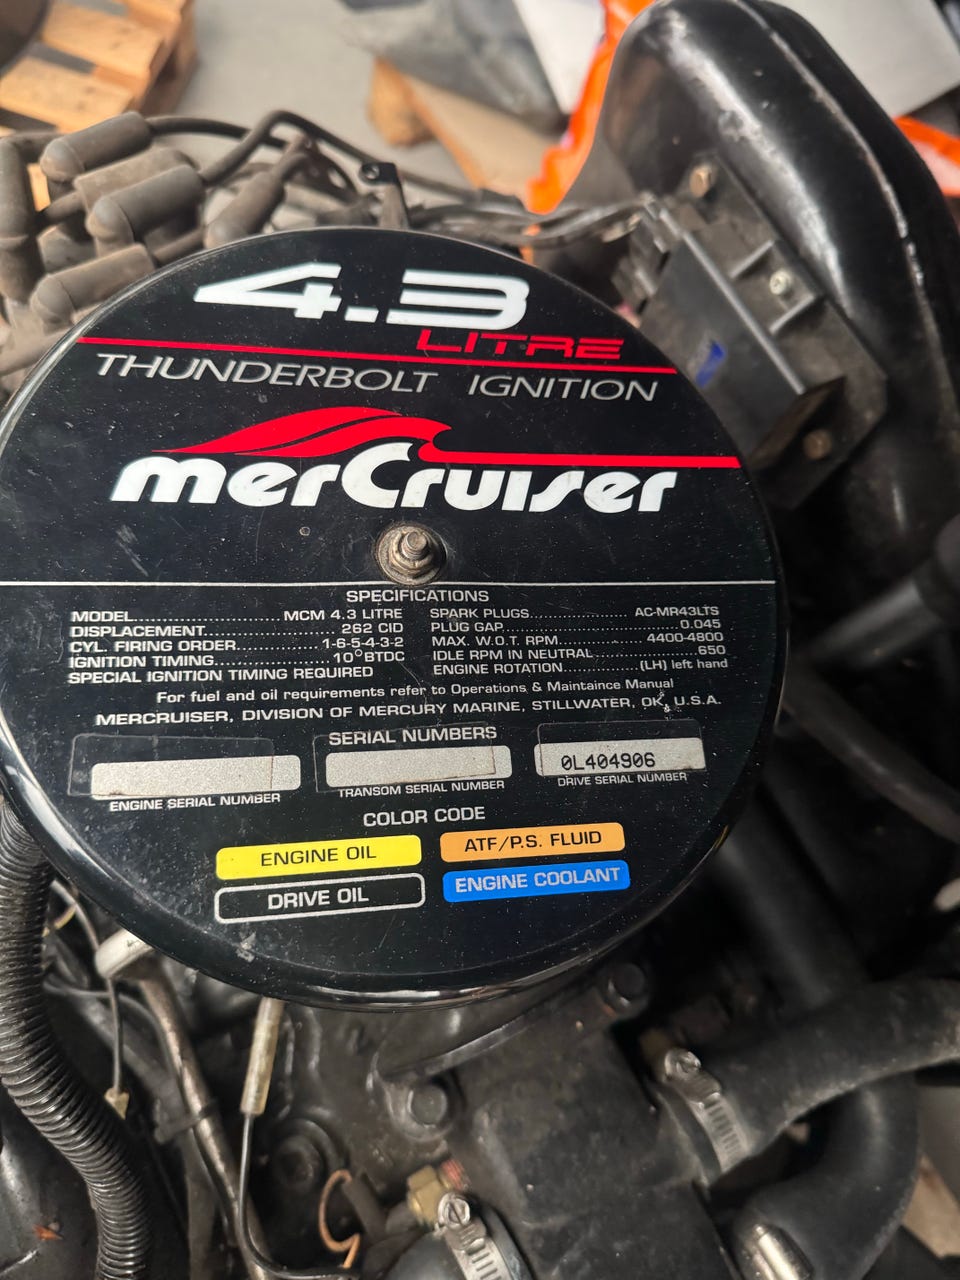 4.3
LITRE
THUNDERBOLT IGNITION
merCruiser
SPECIFICATIONS
MODEL.................... MCM 4.3 LITRE
DISPLACEMENT.................... 262 CID
CYL. FIRING ORDER............ 1-6-5-4-3-2
IGNITION TIMING.................... 10° BTDC
SPECIAL IGNITION TIMING REQUIRED
SPARK PLUGS.................... AC-MR43LTS
PLUG GAP.................... 0.045
MAX. W.O.T. RPM.................... 4400-4800
IDLE RPM IN NEUTRAL.................... 650
ENGINE ROTATION.............. (LH) left hand
For fuel and oil requirements refer to Operations & Maintaince Manual
MERCRUISER, DIVISION OF MERCURY MARINE, STILLWATER, OK, U.S.A.
SERIAL NUMBERS
0L404906
ENGINE SERIAL NUMBER
TRANSOM SERIAL NUMBER
DRIVE SERIAL NUMBER
COLOR CODE
ENGINE OIL
ATF/P.S. FLUID
DRIVE OIL
ENGINE COOLANT